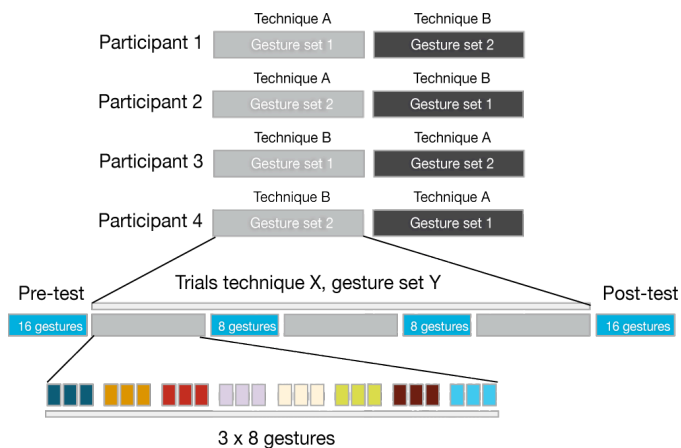 Technique A Technique B
Participant 1 Gesture set 1 Gesture set 2
Technique A Technique B
Participant 2 Gesture set 2 Gesture set 1
Technique B Technique A
Participant 3 Gesture set 1 Gesture set 2
Technique B Technique A
Participant 4 Gesture set 2 Gesture set 1
Pre-test Trials technique X, gesture set Y Post-test
16 gestures 8 gestures 8 gestures 16 gestures
3 x 8 gestures